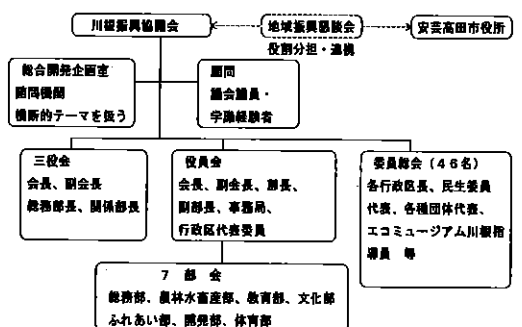 川根振興協議会
地域振興懇談会
安芸高田市役所
役割分担・連携
総合開発企画室
諮問機関
横断的テーマを扱う
顧問
議会議員・
学識経験者
三役会
会長、副会長
総務部長、関係部長
役員会
会長、副会長、部長、
副部長、事務局、
行政区代表委員
委員総会(46名)
各行政区長、民生委員
代表、各種団体代表、
エコミュージアム川根指
導員 等
7 部 会
総務部、農林水畜産部、教育部、文化部
ふれあい部、開発部、体育部